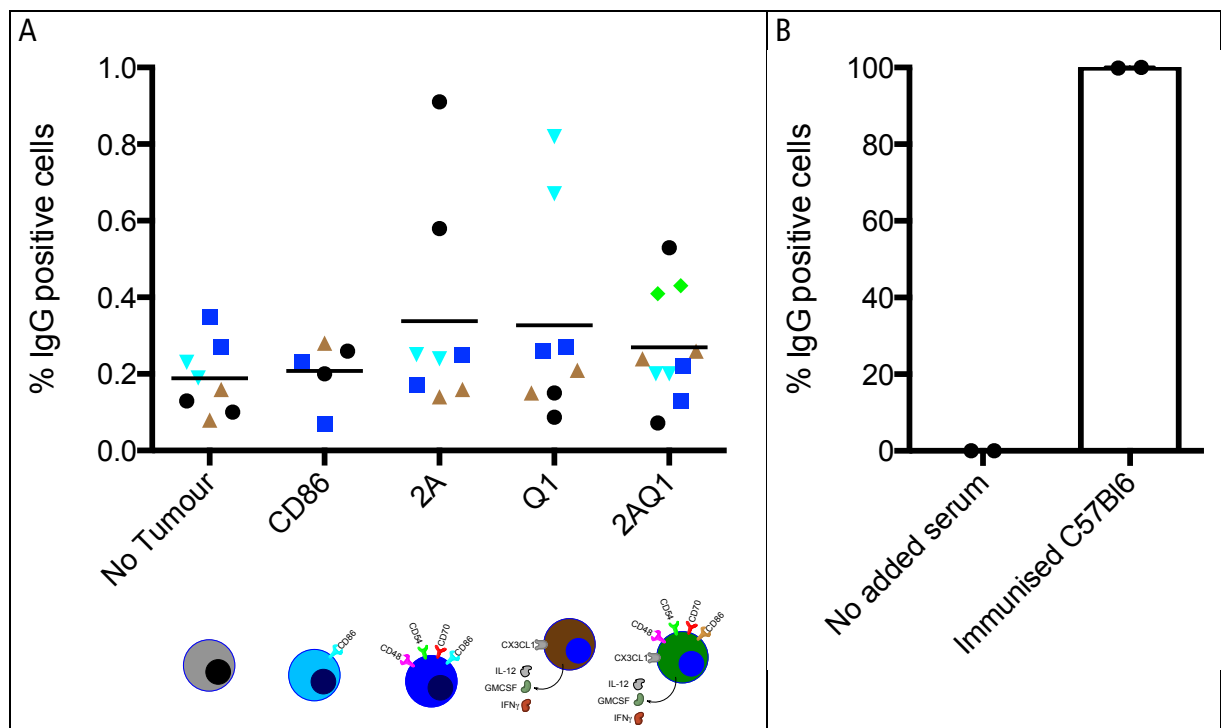 A
% IgG positive cells
1.0
0.8
0.6
0.4
0.2
0.0
No Tumour
CD86
2A
Q1
2AQ1
CD86
CD48
CD54
CD70
CD86
CX3CL1
IL-12
GMCSF
IFNγ
CD48
CD54
CD70
CD86
CX3CL1
IL-12
GMCSF
IFNγ
B
% IgG positive cells
100
80
60
40
20
0
No added serum
Immunised C57Bl6